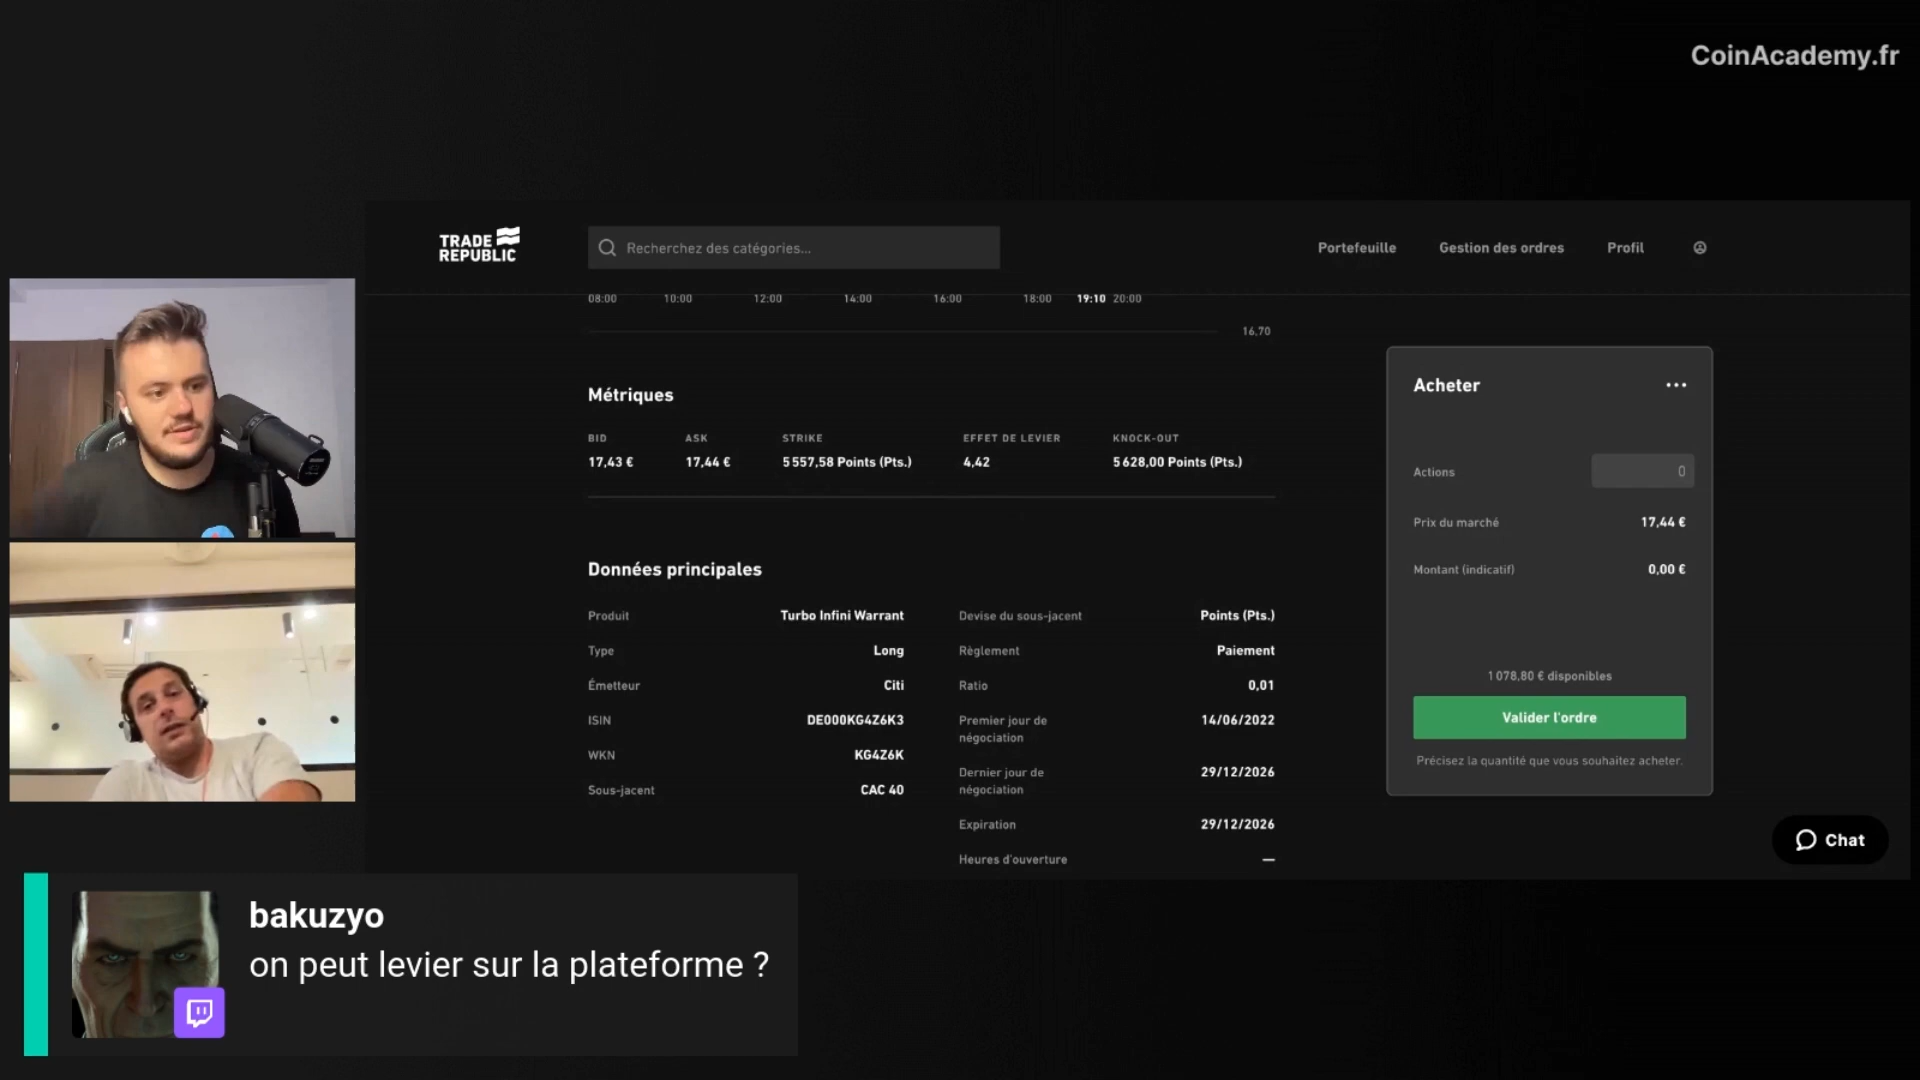 CoinAcademy.fr
TRADE REPUBLIC
Recherchez des catégories...
Portefeuille Gestion des ordres Profil
08:00 10:00 12:00 14:00 16:00 18:00 19:10 20:00
16,70
Métriques
BID ASK STRIKE EFFET DE LEVIER KNOCK-OUT
17,43 € 17,44 € 5 557,58 Points (Pts.) 4,42 5 628,00 Points (Pts.)
Données principales
Produit Turbo Infini Warrant
Type Long
Émetteur Citi
ISIN DE000KG4Z6K3
WKN KG4Z6K
Sous-jacent CAC 40
Devise du sous-jacent Points (Pts.)
Règlement Paiement
Ratio 0,01
Premier jour de négociation 14/06/2022
Dernier jour de négociation 29/12/2026
Expiration 29/12/2026
Heures d'ouverture —
Acheter
Actions 0
Prix du marché 17,44 €
Montant (indicatif) 0,00 €
1 078,80 € disponibles
Valider l'ordre
Précisez la quantité que vous souhaitez acheter.
Chat
bakuzyo
on peut levier sur la plateforme ?